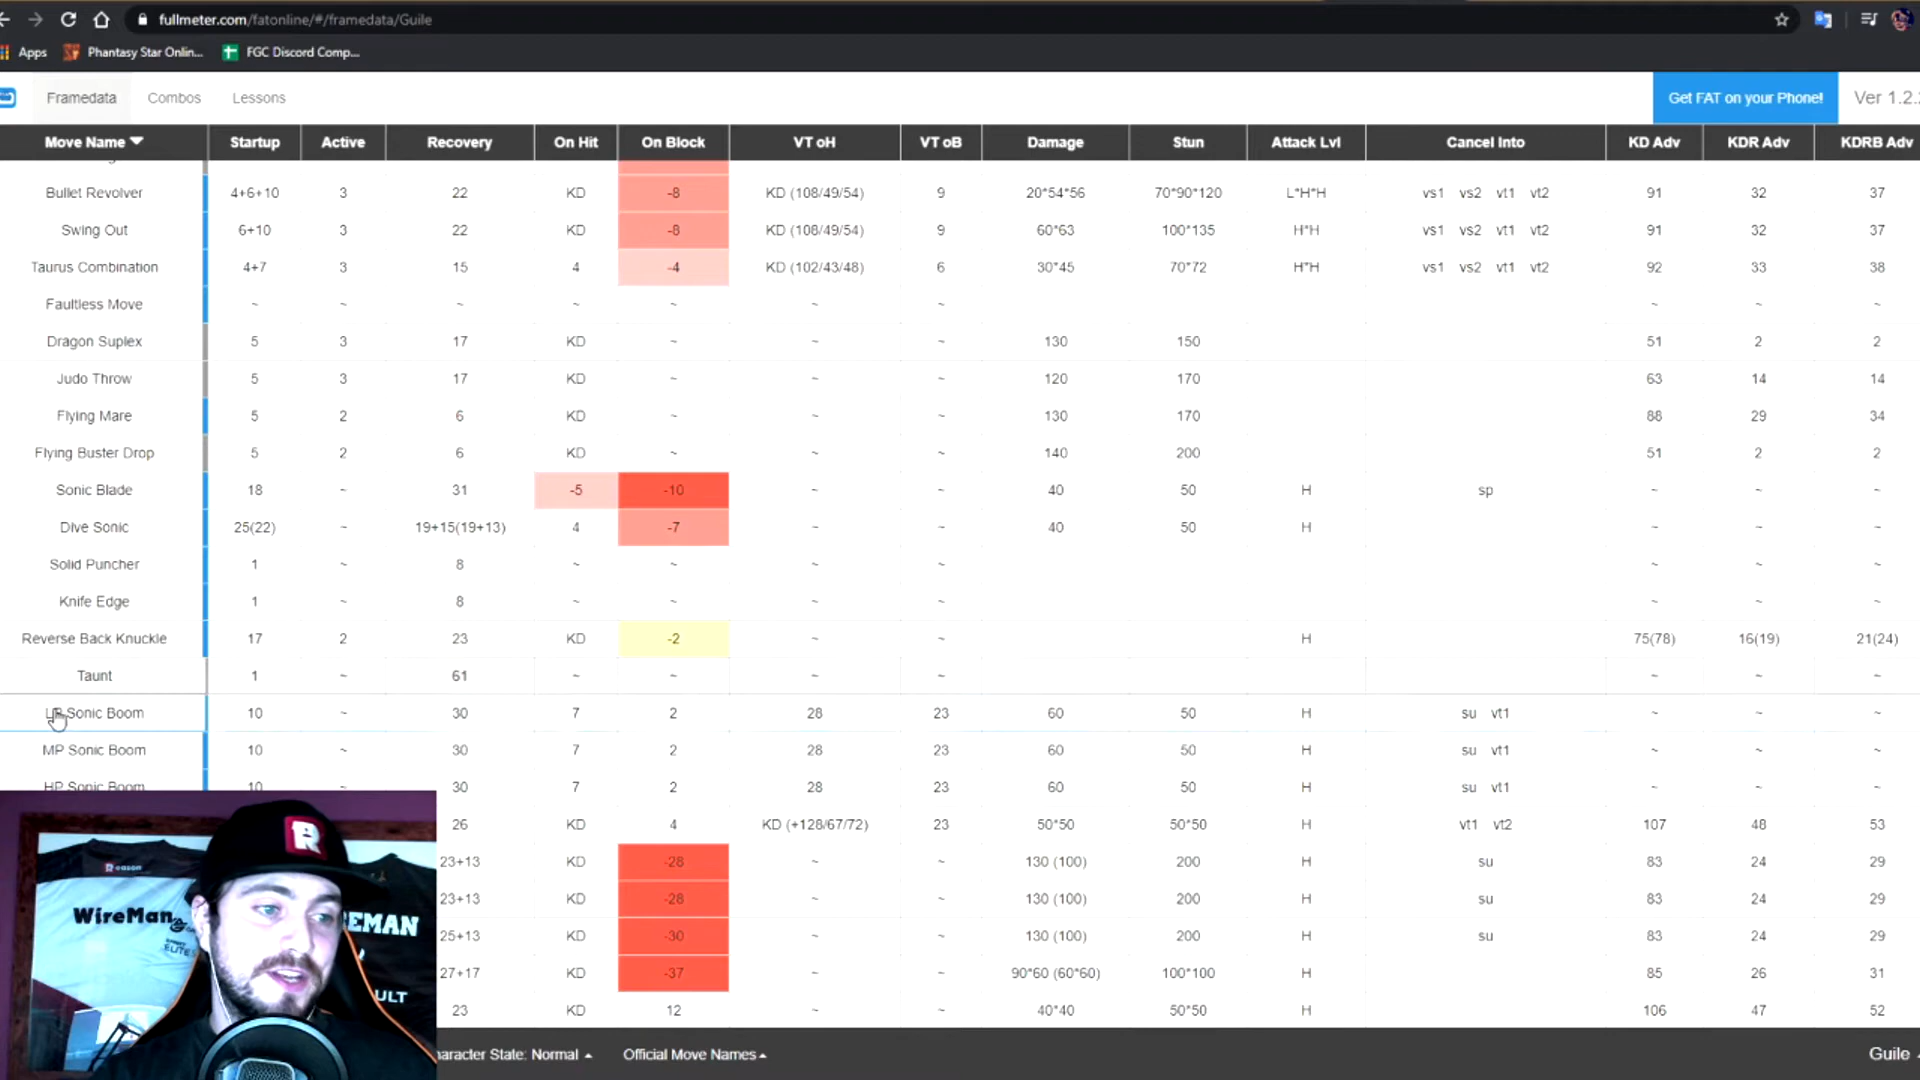 fullmeter.com/fatonline/#/framedata/Guile
Apps Phantasy Star Onlin... FGC Discord Comp...
Framedata Combos Lessons Get FAT on your Phone! Ver 1.2.
Move Name Startup Active Recovery On Hit On Block VT oH VT oB Damage Stun Attack Lvl Cancel Into KD Adv KDR Adv KDRB Adv
Bullet Revolver 4+6+10 3 22 KD -8 KD (108/49/54) 9 20*54*56 70*90*120 L*H*H vs1 vs2 vt1 vt2 91 32 37
Swing Out 6+10 3 22 KD -8 KD (108/49/54) 9 60*63 100*135 H*H vs1 vs2 vt1 vt2 91 32 37
Taurus Combination 4+7 3 15 4 -4 KD (102/43/48) 6 30*45 70*72 H*H vs1 vs2 vt1 vt2 92 33 38
Faultless Move ~ ~ ~ ~ ~ ~ ~ ~ ~ ~
Dragon Suplex 5 3 17 KD ~ ~ ~ 130 150 51 2 2
Judo Throw 5 3 17 KD ~ ~ ~ 120 170 63 14 14
Flying Mare 5 2 6 KD ~ ~ ~ 130 170 88 29 34
Flying Buster Drop 5 2 6 KD ~ ~ ~ 140 200 51 2 2
Sonic Blade 18 ~ 31 -5 -10 ~ ~ 40 50 H sp ~ ~ ~
Dive Sonic 25(22) ~ 19+15(19+13) 4 -7 ~ ~ 40 50 H ~ ~ ~
Solid Puncher 1 ~ 8 ~ ~ ~ ~ ~ ~ ~
Knife Edge 1 ~ 8 ~ ~ ~ ~ ~ ~ ~
Reverse Back Knuckle 17 2 23 KD -2 ~ ~ H 75(78) 16(19) 21(24)
Taunt 1 ~ 61 ~ ~ ~ ~ ~ ~ ~
LP Sonic Boom 10 ~ 30 7 2 28 23 60 50 H su vt1 ~ ~ ~
MP Sonic Boom 10 ~ 30 7 2 28 23 60 50 H su vt1 ~ ~ ~
HP Sonic Boom 10 30 7 2 28 23 60 50 H su vt1 ~ ~ ~
26 KD 4 KD (+128/67/72) 23 50*50 50*50 H vt1 vt2 107 48 53
23+13 KD -28 ~ ~ 130 (100) 200 H su 83 24 29
23+13 KD -28 ~ ~ 130 (100) 200 H su 83 24 29
25+13 KD -30 ~ ~ 130 (100) 200 H su 83 24 29
27+17 KD -37 ~ ~ 90*60 (60*60) 100*100 H 85 26 31
23 KD 12 ~ ~ 40*40 50*50 H 106 47 52
R
eason
WireMan
ELITE
REMAN
ULT
aracter State: Normal Official Move Names Guile